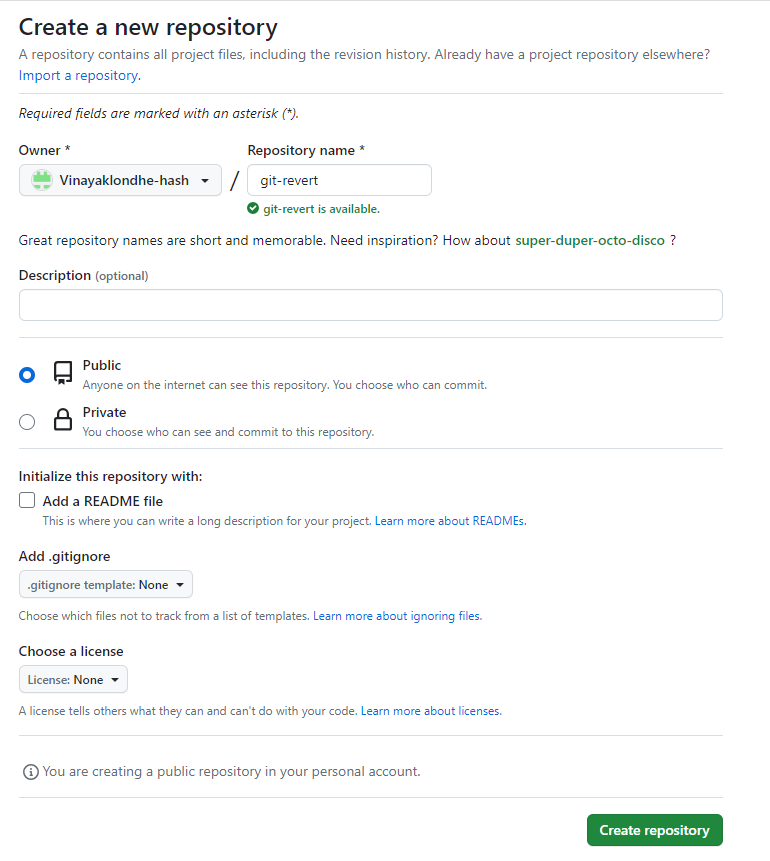 Create a new repository
A repository contains all project files, including the revision history. Already have a project repository elsewhere?
Import a repository.
Required fields are marked with an asterisk (*).
Owner *
Repository name *
Vinayaklondhe-hash
/
git-revert
git-revert is available.
Great repository names are short and memorable. Need inspiration? How about super-duper-octo-disco ?
Description (optional)
Public
Anyone on the internet can see this repository. You choose who can commit.
Private
You choose who can see and commit to this repository.
Initialize this repository with:
Add a README file
This is where you can write a long description for your project. Learn more about READMEs.
Add .gitignore
.gitignore template: None
Choose which files not to track from a list of templates. Learn more about ignoring files.
Choose a license
License: None
A license tells others what they can and can't do with your code. Learn more about licenses.
You are creating a public repository in your personal account.
Create repository